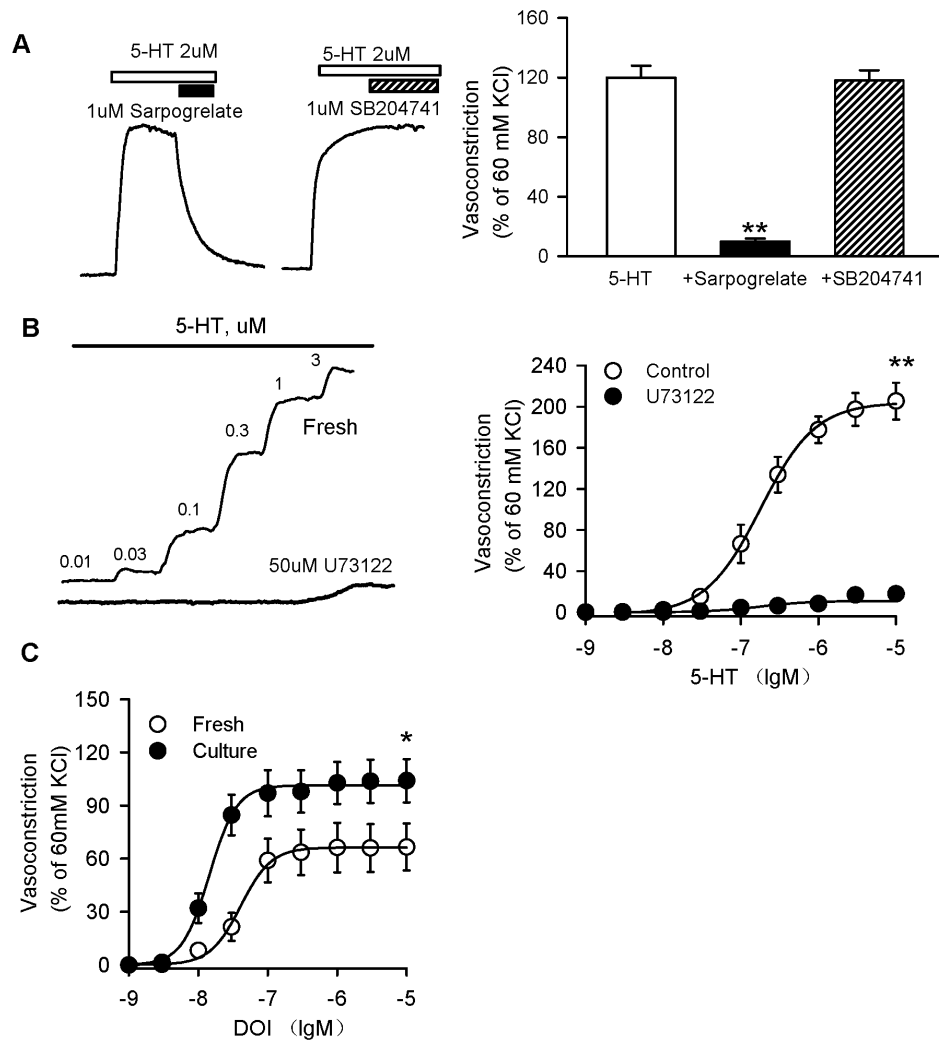 A
5-HT 2uM
1uM Sarpogrelate
5-HT 2uM
1uM SB204741
Vasoconstriction
(% of 60 mM KCl)
160
120
80
40
0
**
5-HT
+Sarpogrelate
+SB204741
B
5-HT, uM
0.01
0.03
0.1
0.3
1
3
Fresh
50uM U73122
Vasoconstriction
(% of 60 mM KCl)
240
200
160
120
80
40
0
Control
U73122
**
-9
-8
-7
-6
-5
5-HT （lgM）
C
Vasoconstriction
(% of 60mM KCl)
150
120
90
60
30
0
Fresh
Culture
*
-9
-8
-7
-6
-5
DOI （lgM）